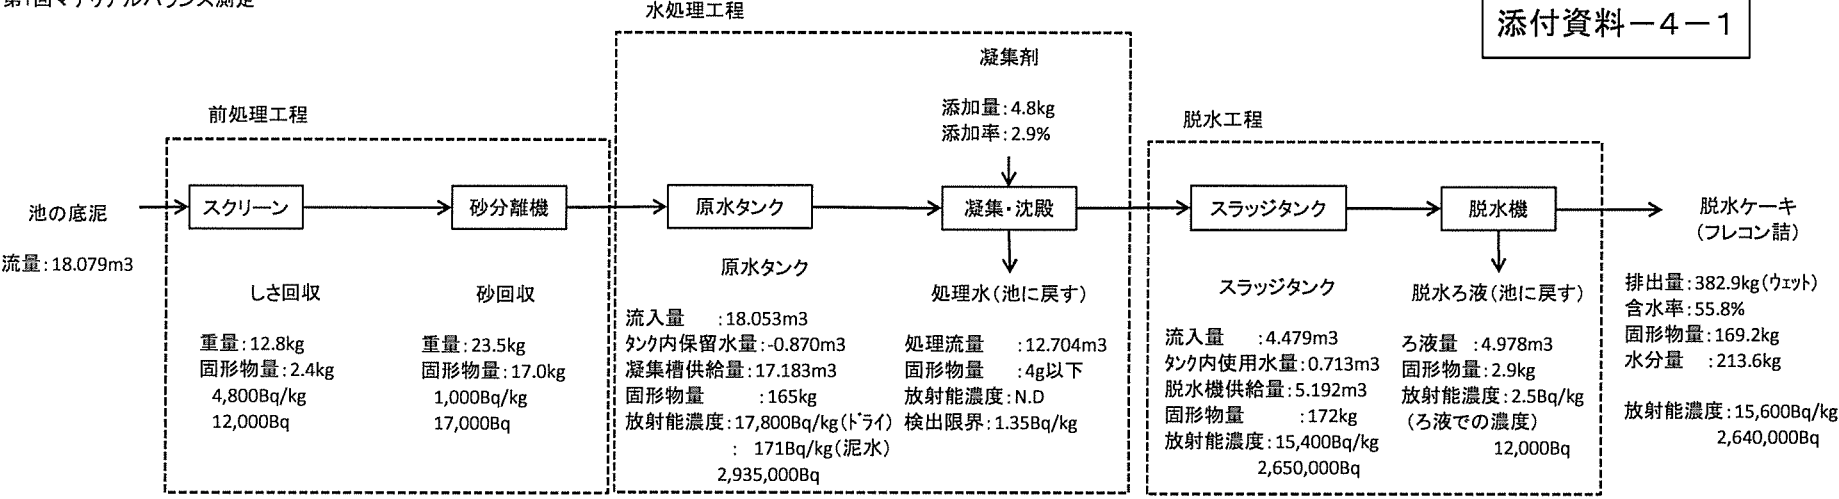 第1回マテリアルバランス測定
添付資料－4－1
池の底泥
流量:18.079m3
前処理工程
スクリーン
砂分離機
しさ回収
重量:12.8kg
固形物量:2.4kg
4,800Bq/kg
12,000Bq
砂回収
重量:23.5kg
固形物量:17.0kg
1,000Bq/kg
17,000Bq
水処理工程
凝集剤
添加量:4.8kg
添加率:2.9%
原水タンク
凝集・沈殿
原水タンク
流入量　　:18.053m3
ﾀﾝｸ内保留水量:-0.870m3
凝集槽供給量:17.183m3
固形物量　　:165kg
放射能濃度:17,800Bq/kg(ﾄﾞﾗｲ)
:　171Bq/kg(泥水)
2,935,000Bq
処理水(池に戻す)
処理流量　　:12.704m3
固形物量　　:4g以下
放射能濃度:N.D
検出限界:1.35Bq/kg
脱水工程
スラッジタンク
脱水機
スラッジタンク
流入量　　:4.479m3
ﾀﾝｸ内使用水量:0.713m3
脱水機供給量:5.192m3
固形物量　　:172kg
放射能濃度:15,400Bq/kg
2,650,000Bq
脱水ろ液(池に戻す)
ろ液量　:4.978m3
固形物量:2.9kg
放射能濃度:2.5Bq/kg
(ろ液での濃度)
12,000Bq
脱水ケーキ
(フレコン詰)
排出量:382.9kg(ｳｪｯﾄ)
含水率:55.8%
固形物量:169.2kg
水分量　:213.6kg
放射能濃度:15,600Bq/kg
2,640,000Bq